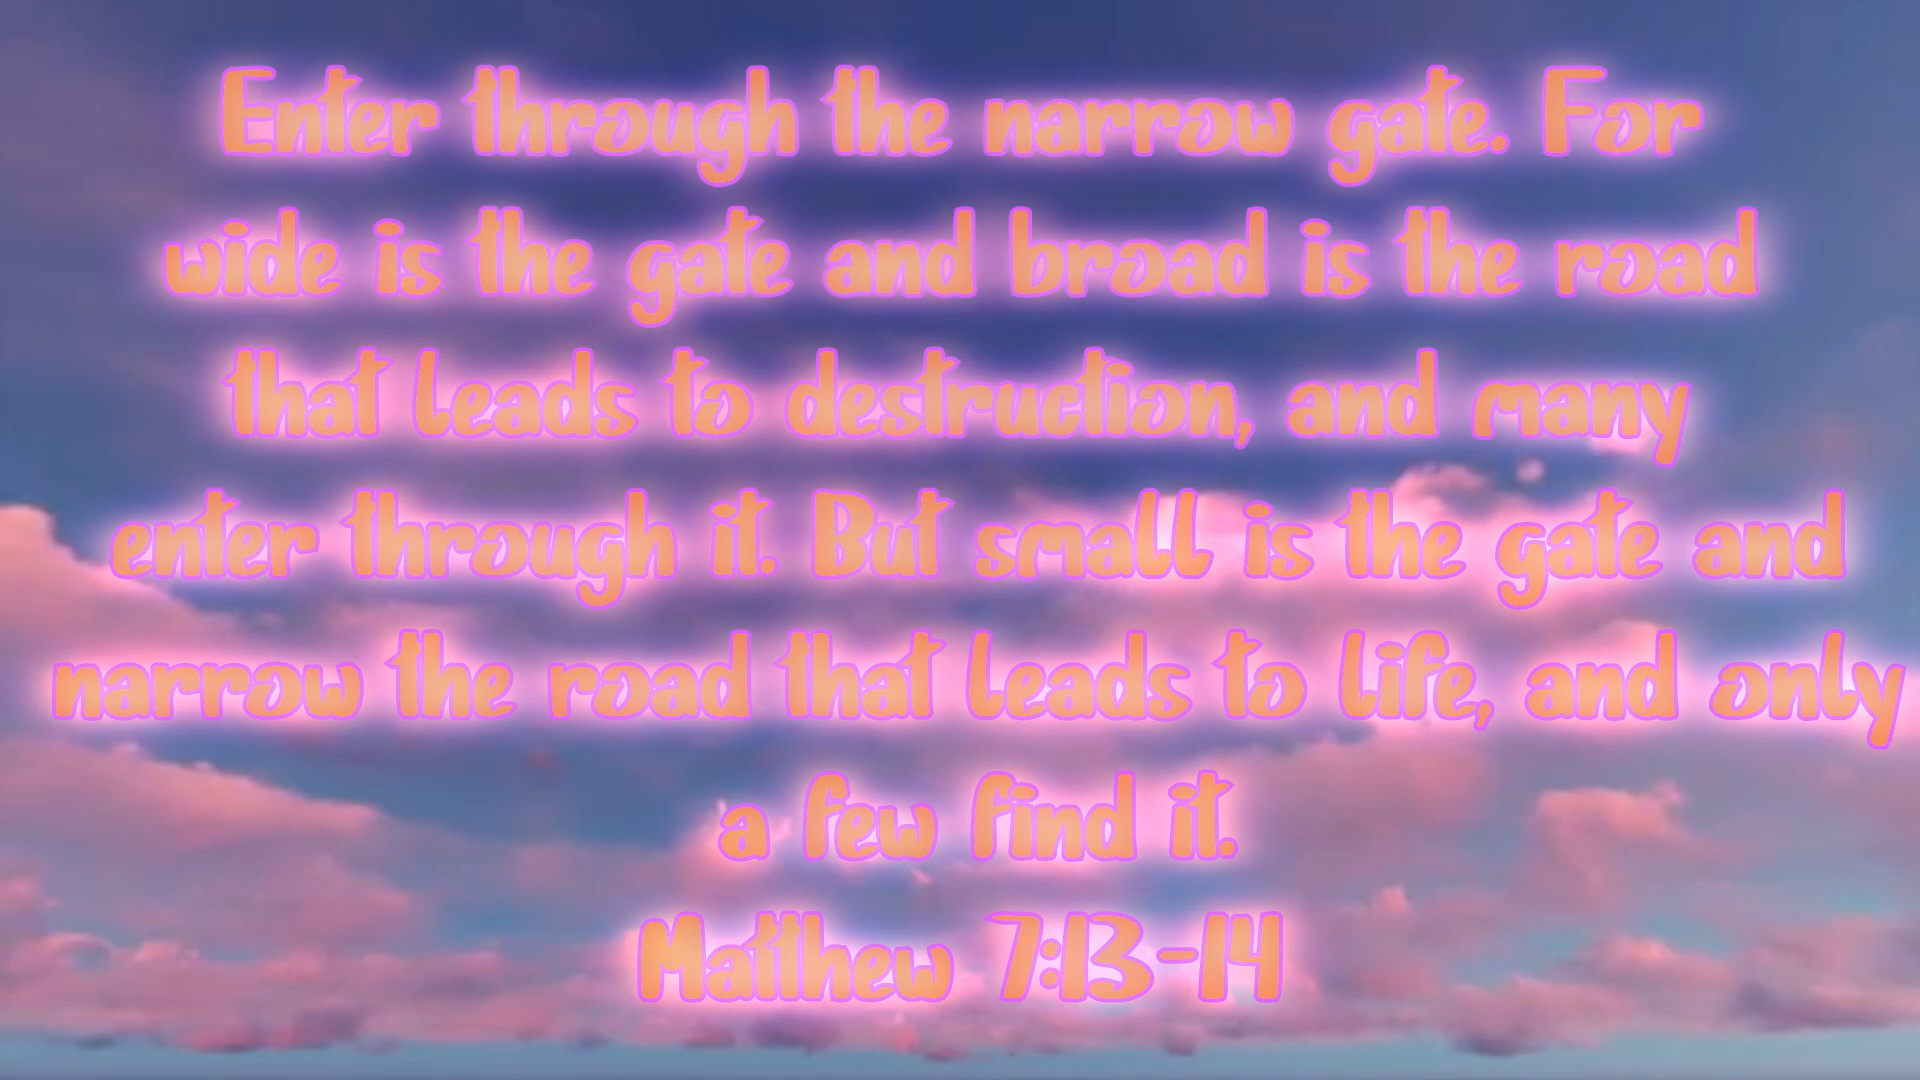 Enter through the narrow gate. For
wide is the gate and broad is the road
that leads to destruction, and many
enter through it. But small is the gate and
narrow the road that leads to life, and only
a few find it.
Matthew 7:13-14